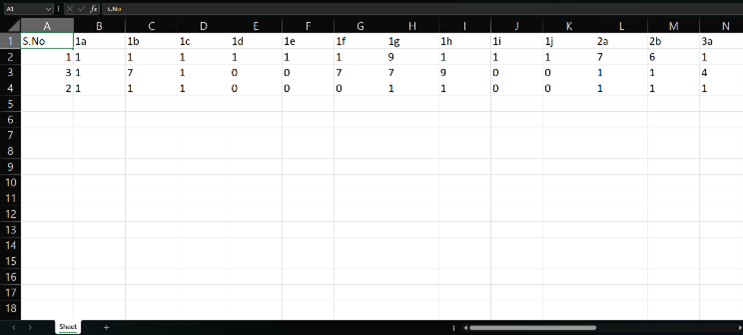 A1 fx S.No
A B C D E F G H I J K L M N
1 S.No 1a 1b 1c 1d 1e 1f 1g 1h 1i 1j 2a 2b 3a
2 1 1 1 1 1 1 1 9 1 1 1 7 6 1
3 3 1 7 1 0 0 7 7 9 0 0 1 1 4
4 2 1 1 1 0 0 0 1 1 0 0 1 1 1
5
6
7
8
9
10
11
12
13
14
15
16
17
18
Sheet